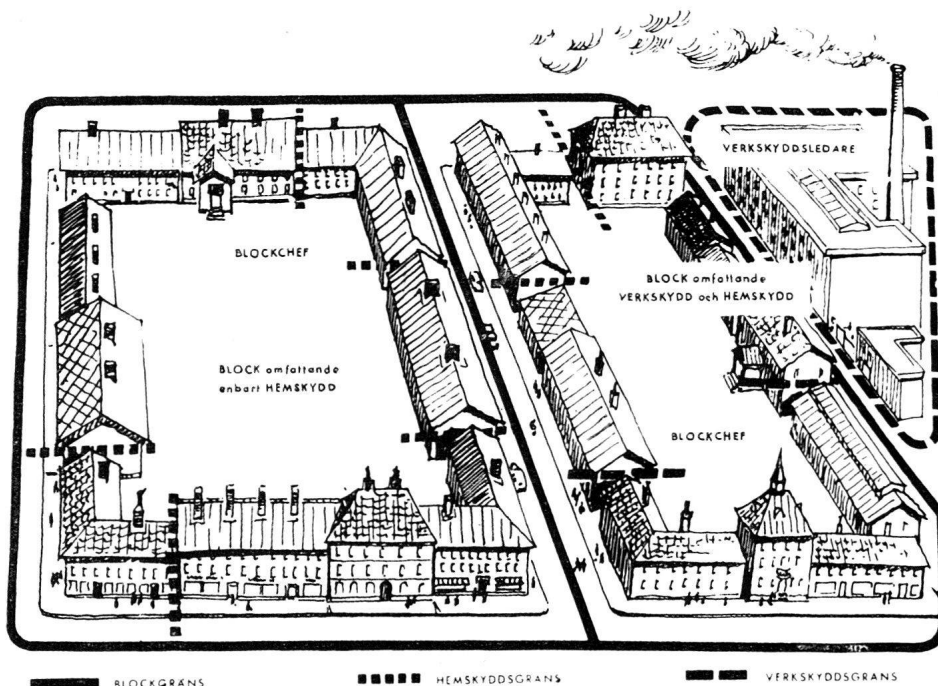 VERKSKYDDSLEDARE
BLOCKCHEF
BLOCK omfattande
VERKSKYDD och HEMSKYDD
BLOCK omfattande
enbart HEMSKYDD
BLOCKCHEF
BLOCKGRÄNS
HEMSKYDDSGRÄNS
VERKSKYDDSGRÄNS